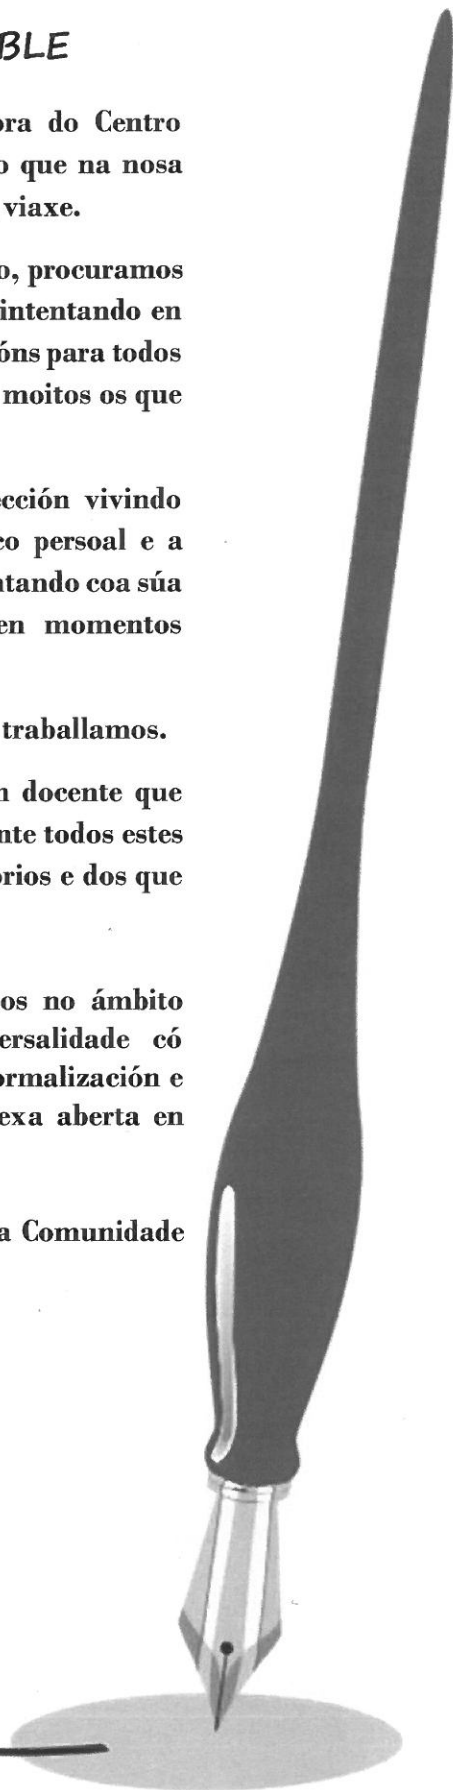 BLE
ora do Centro
o que na nosa
viaxe.
o, procuramos
intentando en
óns para todos
moitos os que
ección vivindo
co persoal e a
ntando coa súa
en momentos
traballamos.
n docente que
nte todos estes
orios e dos que
os no ámbito
ersalidade có
ormalización e
exa aberta en
a Comunidade